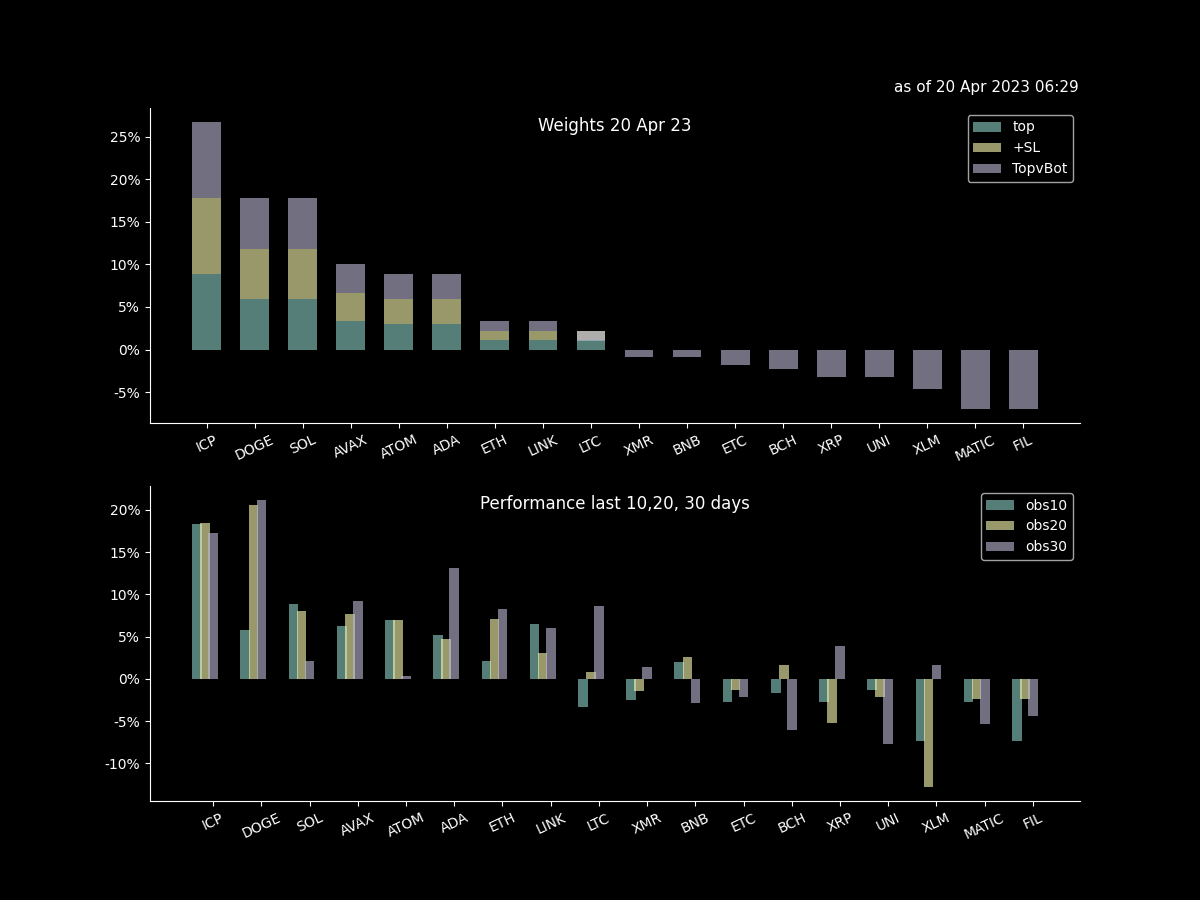 as of 20 Apr 2023 06:29
Weights 20 Apr 23
top
+SL
TopvBot
25%
20%
15%
10%
5%
0%
-5%
ICP DOGE SOL AVAX ATOM ADA ETH LINK LTC XMR BNB ETC BCH XRP UNI XLM MATIC FIL
Performance last 10,20, 30 days
obs10
obs20
obs30
20%
15%
10%
5%
0%
-5%
-10%
ICP DOGE SOL AVAX ATOM ADA ETH LINK LTC XMR BNB ETC BCH XRP UNI XLM MATIC FIL